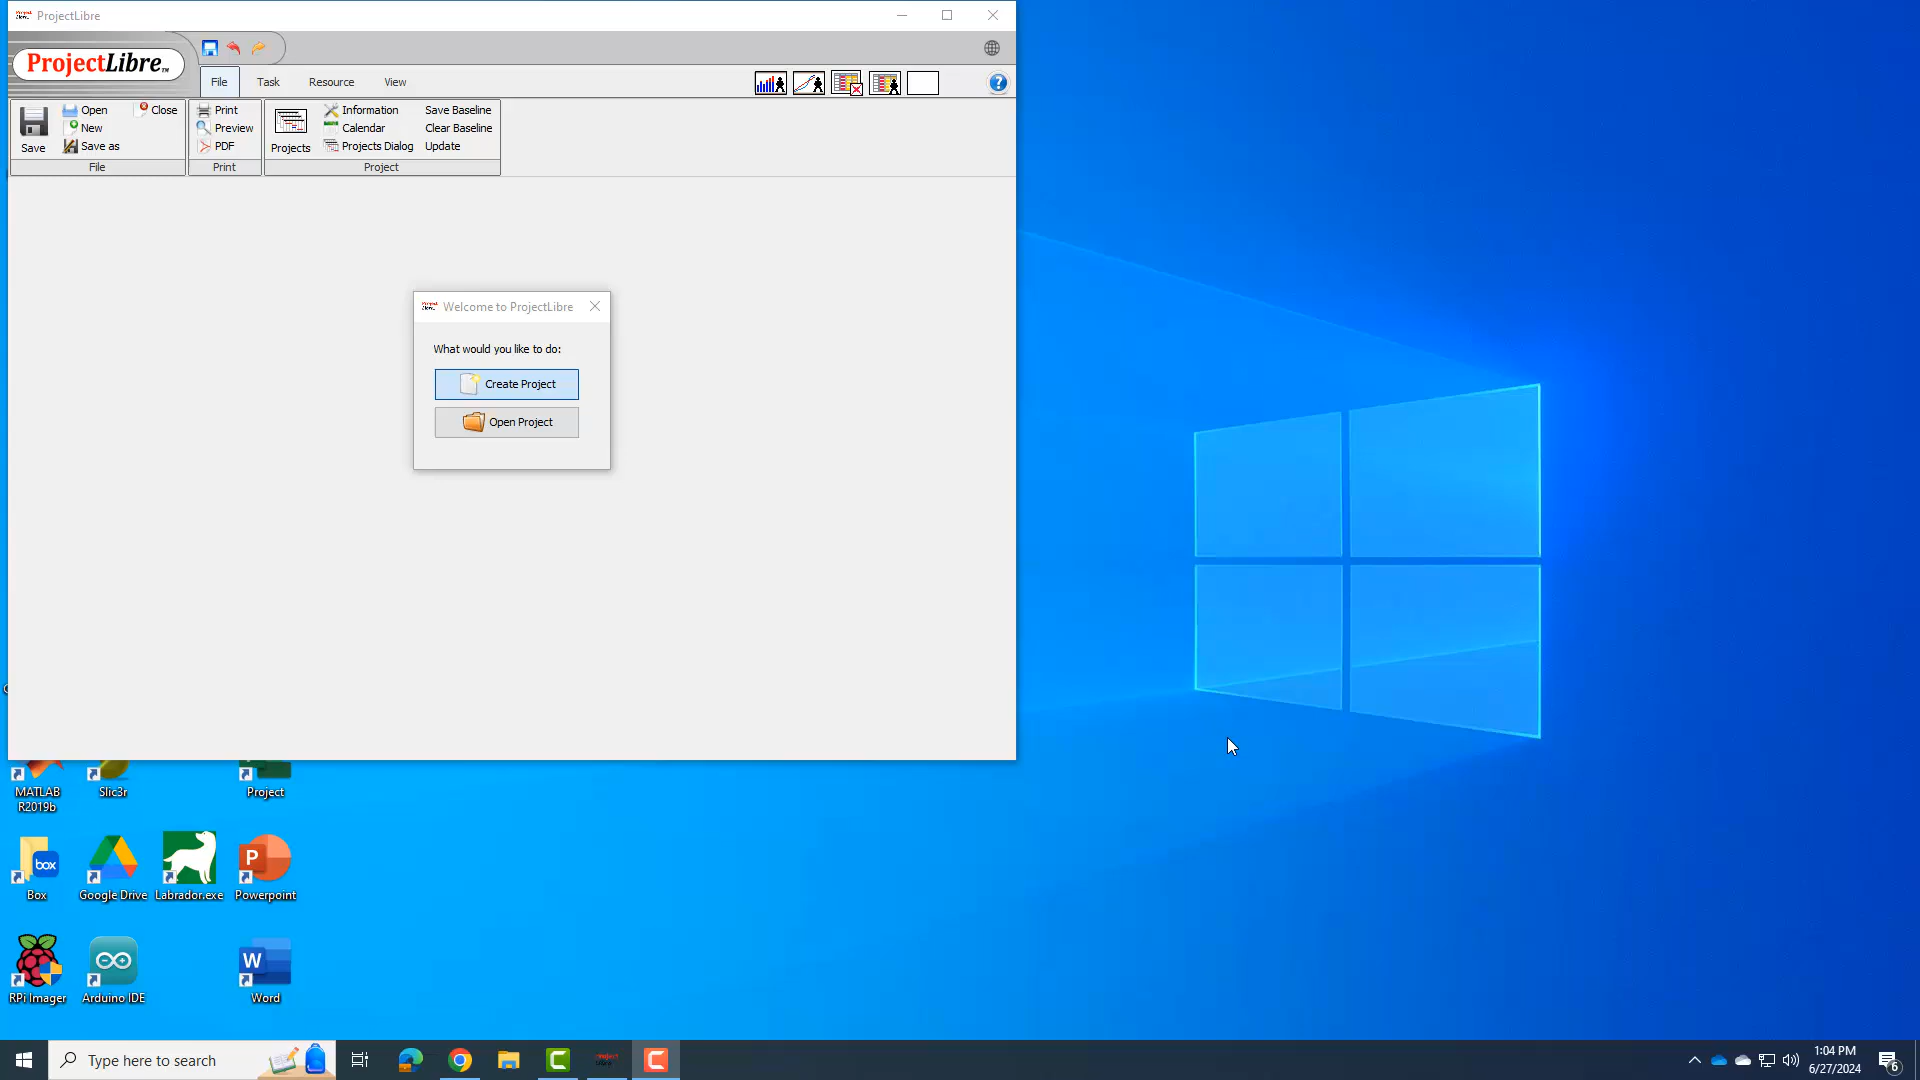 ProjectLibre
ProjectLibre™
File Task Resource View
Save
Open
New
Save as
Close
File
Print
Preview
PDF
Print
Projects
Information
Calendar
Projects Dialog
Save Baseline
Clear Baseline
Update
Project
Welcome to ProjectLibre
What would you like to do:
Create Project
Open Project
MATLAB
R2019b
Slic3r
Project
box
Box
Google Drive
Labrador.exe
P
Powerpoint
RPi Imager
Arduino IDE
W
Word
Type here to search
1:04 PM
6/27/2024
6